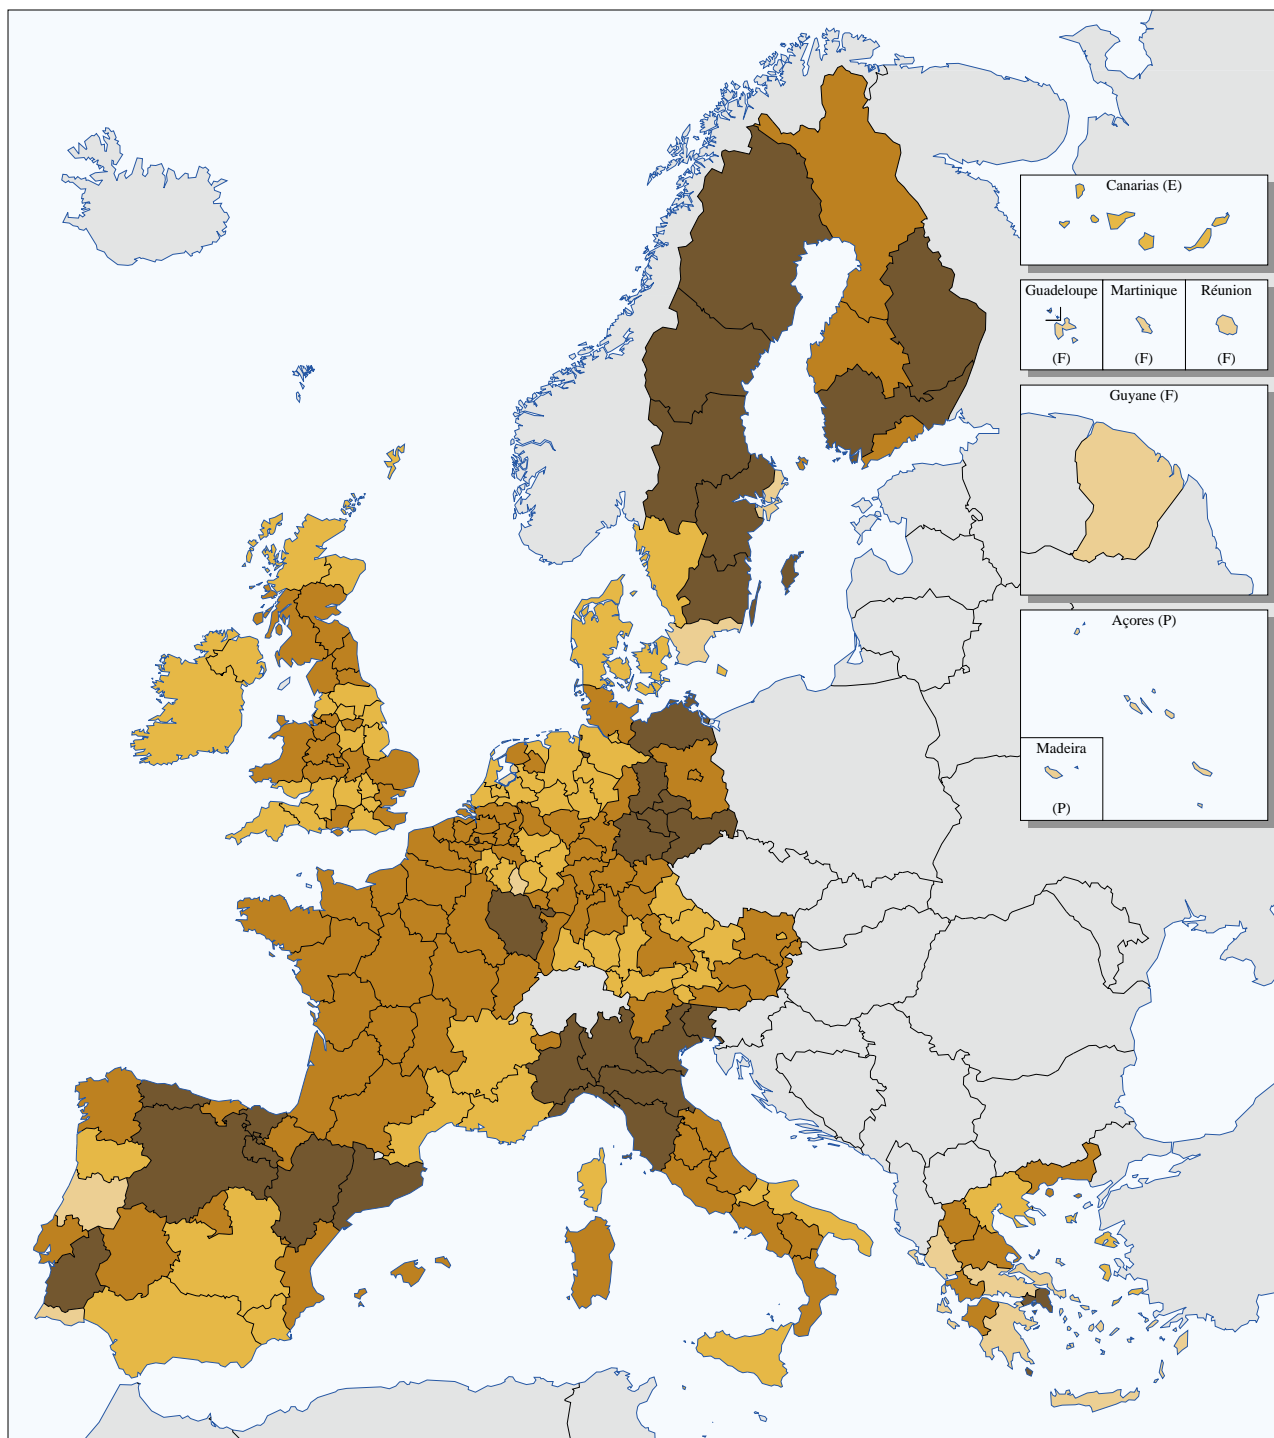 Canarias (E)
Guadeloupe
(F)
Martinique
(F)
Réunion
(F)
Guyane (F)
Açores (P)
Madeira
(P)